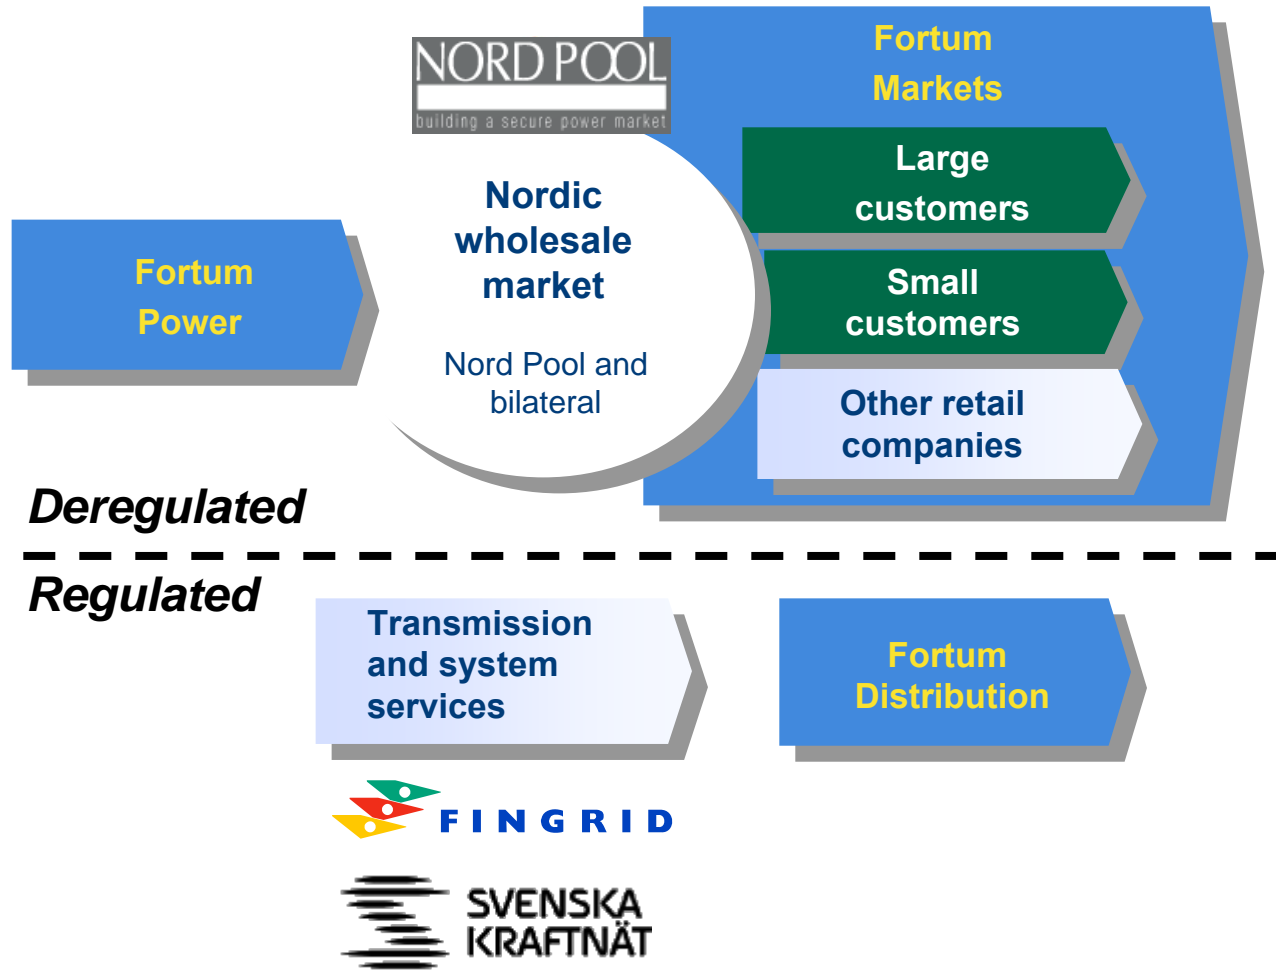 NORD POOL
building a secure power market
Fortum
Markets
Large
customers
Nordic
wholesale
market
Fortum
Power
Small
customers
Nord Pool and
bilateral
Other retail
companies
Deregulated
Regulated
Transmission
and system
services
Fortum
Distribution
FINGRID
SVENSKA
KRAFTNÄT